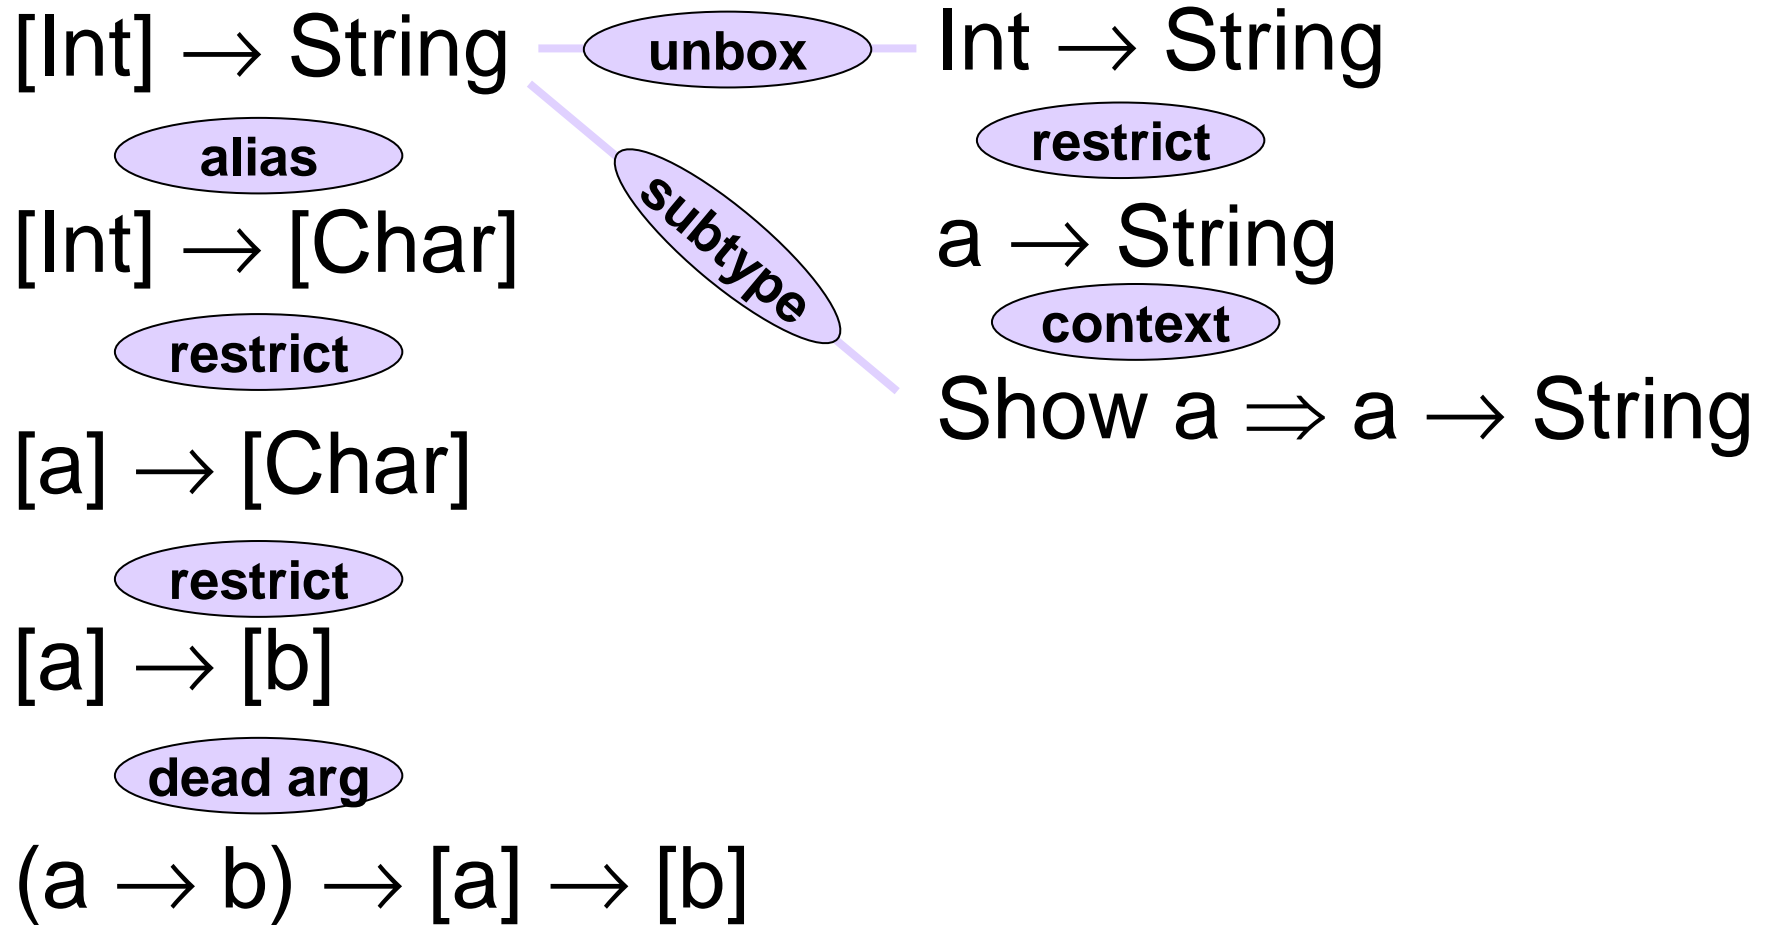 [Int] → String
unbox
Int → String
alias
restrict
subtype
[Int] → [Char]
a → String
restrict
context
[a] → [Char]
Show a ⇒ a → String
restrict
[a] → [b]
dead arg
(a → b) → [a] → [b]